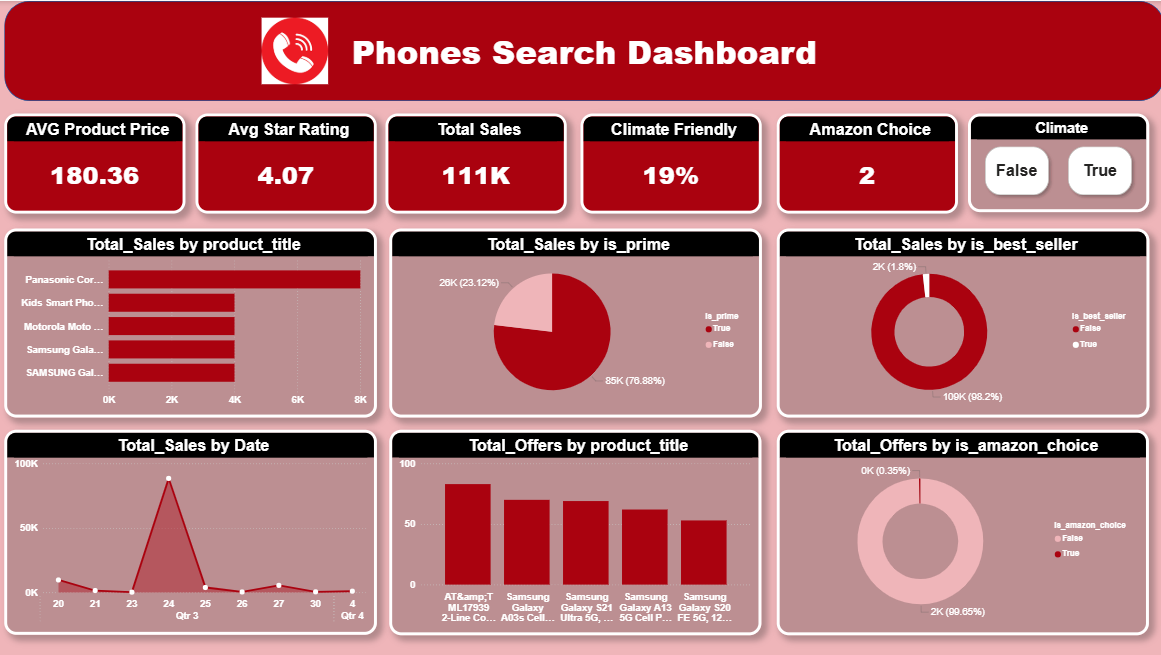 Phones Search Dashboard
AVG Product Price
180.36
Avg Star Rating
4.07
Total Sales
111K
Climate Friendly
19%
Amazon Choice
2
Climate
False
True
Total_Sales by product_title
Panasonic Cor...
Kids Smart Pho...
Motorola Moto ...
Samsung Gala...
SAMSUNG Gal...
0K 2K 4K 6K 8K
Total_Sales by is_prime
26K (23.12%)
85K (76.88%)
is_prime
True
False
Total_Sales by is_best_seller
2K (1.8%)
109K (98.2%)
is_best_seller
False
True
Total_Sales by Date
100K
50K
0K
20 21 23 24 25 26 27 30 4
Qtr 3 Qtr 4
Total_Offers by product_title
100
50
0
AT&amp;T
ML17939
2-Line Co...
Samsung
Galaxy
A03s Cell...
Samsung
Galaxy S21
Ultra 5G, ...
Samsung
Galaxy A13
5G Cell P...
Samsung
Galaxy S20
FE 5G, 12...
Total_Offers by is_amazon_choice
0K (0.35%)
2K (99.65%)
is_amazon_choice
False
True